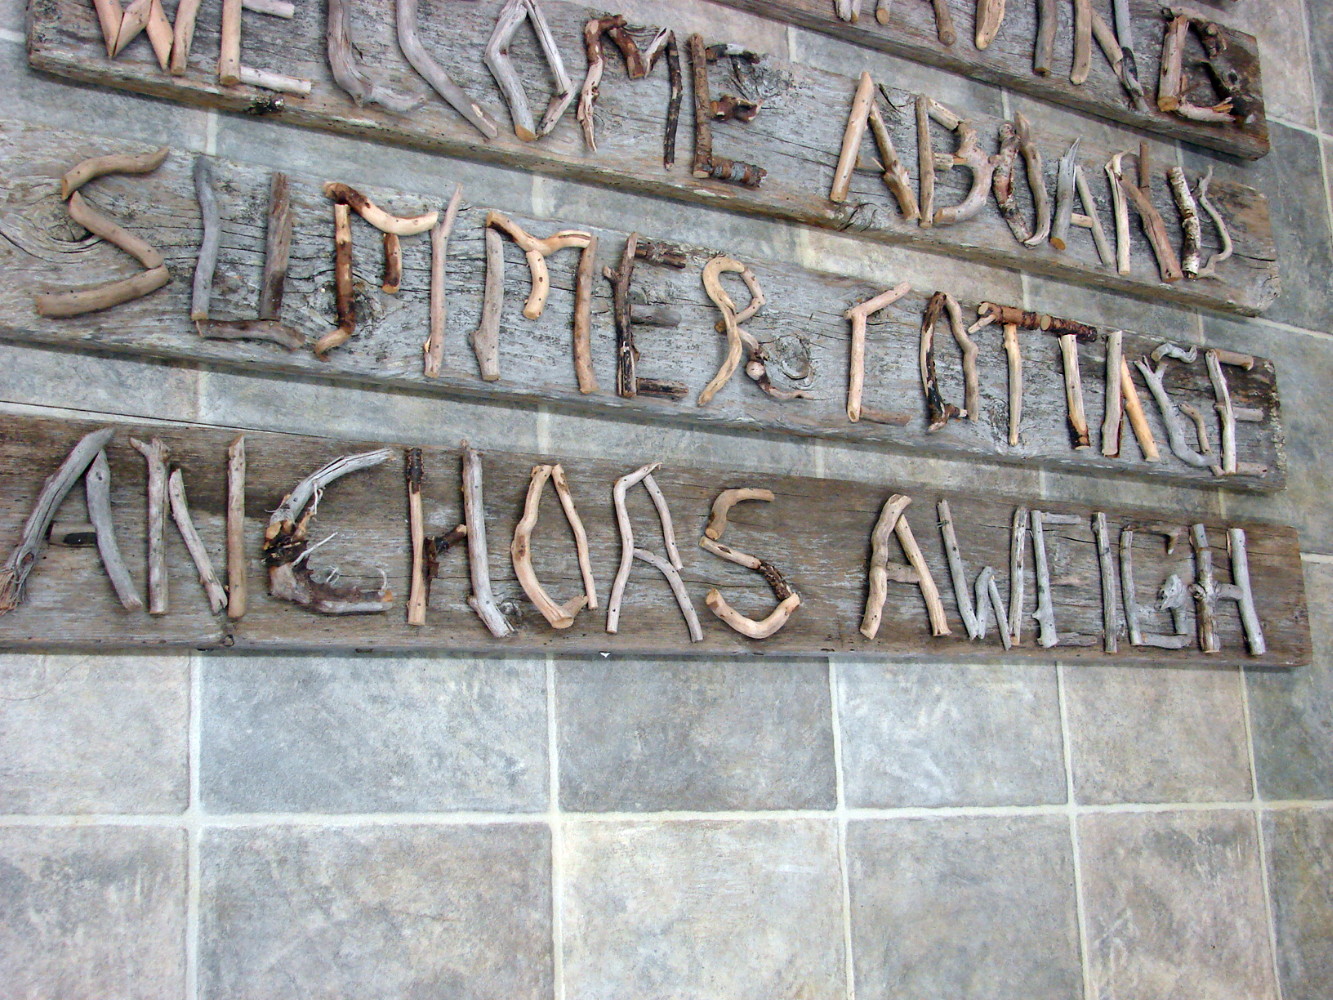 WELCOME ABOARD
SUMMER COTTAGE
ANCHORS AWEIGH